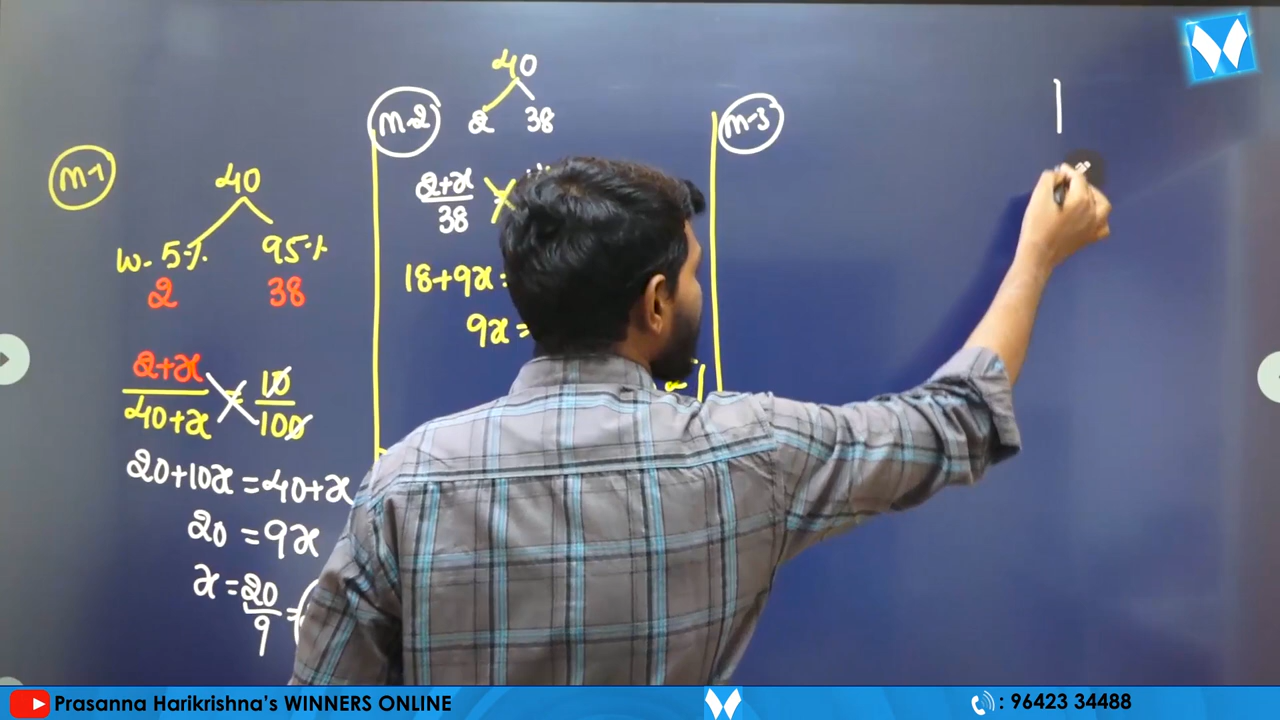 M-1
40
W- 5% 95%
2 38
2+x/40+x = 10/100
20+10x = 40+x
20 = 9x
x = 20/9 =
M-2
40
2 38
2+x/38 =
18+9x =
9x =
M-3
Prasanna Harikrishna's WINNERS ONLINE
: 96423 34488